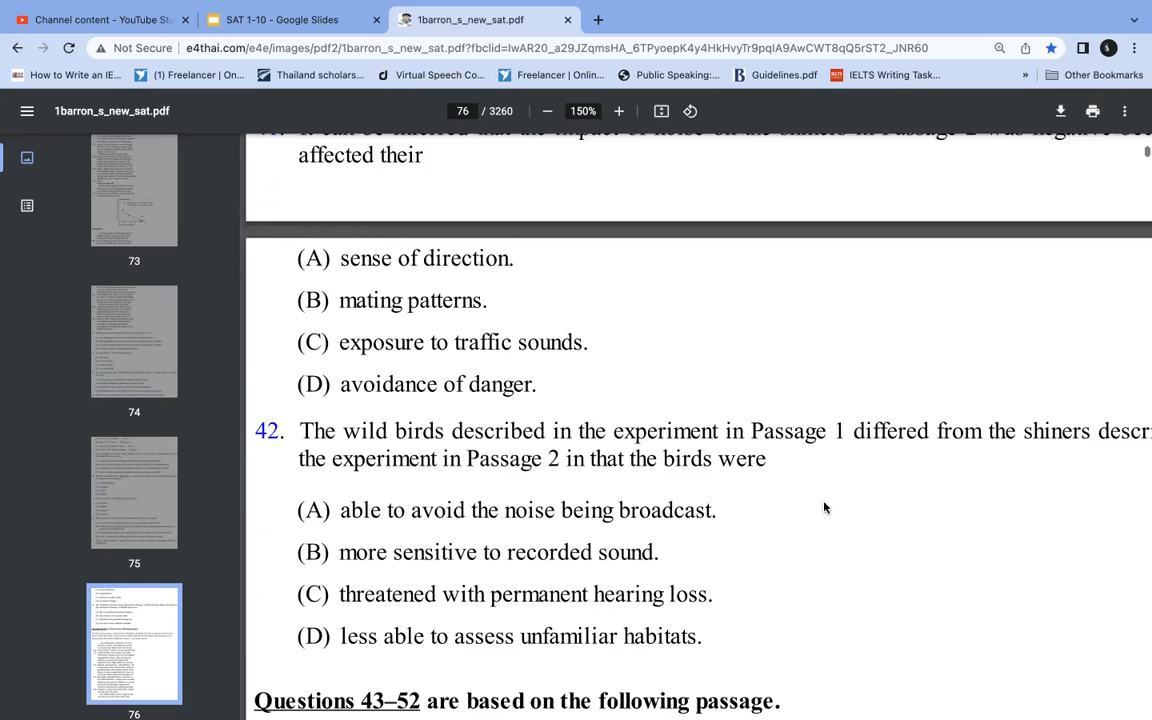 Channel content - YouTube Stu
SAT 1-10 - Google Slides
1barron_s_new_sat.pdf
Not Secure
e4thai.com/e4e/images/pdf2/1barron_s_new_sat.pdf?fbclid=IwAR20_a29JZqmsHA_6TPyoepK4y4HkHvyTr9pqIA9AwCWT8qQ5rST2_JNR60
How to Write an IE...
(1) Freelancer | On...
Thailand scholars...
Virtual Speech Co...
Freelancer | Onlin...
Public Speaking:...
Guidelines.pdf
IELTS Writing Task...
»
Other Bookmarks
1barron_s_new_sat.pdf
76 / 3260
150%
affected their
(A) sense of direction.
(B) mating patterns.
(C) exposure to traffic sounds.
(D) avoidance of danger.
42. The wild birds described in the experiment in Passage 1 differed from the shiners descr
the experiment in Passage 2 in that the birds were
(A) able to avoid the noise being broadcast.
(B) more sensitive to recorded sound.
(C) threatened with permanent hearing loss.
(D) less able to assess unfamiliar habitats.
Questions 43–52 are based on the following passage.
73
74
75
76